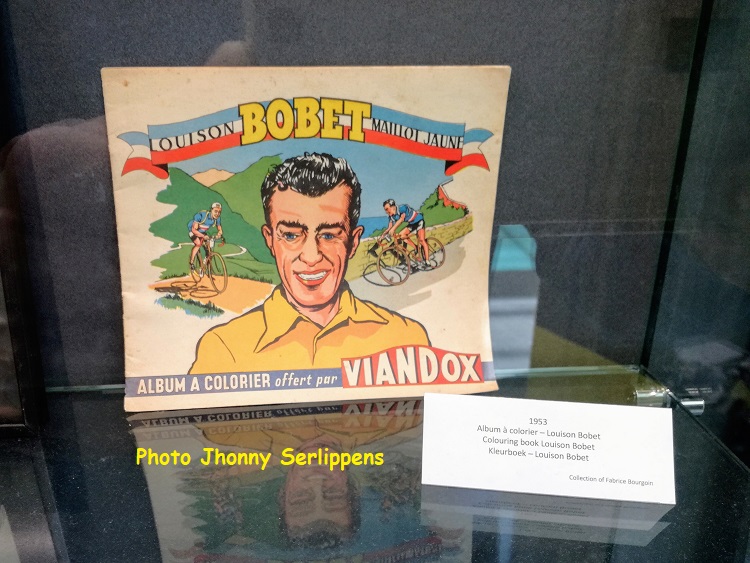 LOUISON BOBET MAILLOT JAUNE
ALBUM A COLORIER offert par VIANDOX
Photo Jhonny Serlippens
1953
Album à colorier – Louison Bobet
Colouring book Louison Bobet
Kleurboek – Louison Bobet
Collection of Fabrice Bourgoin